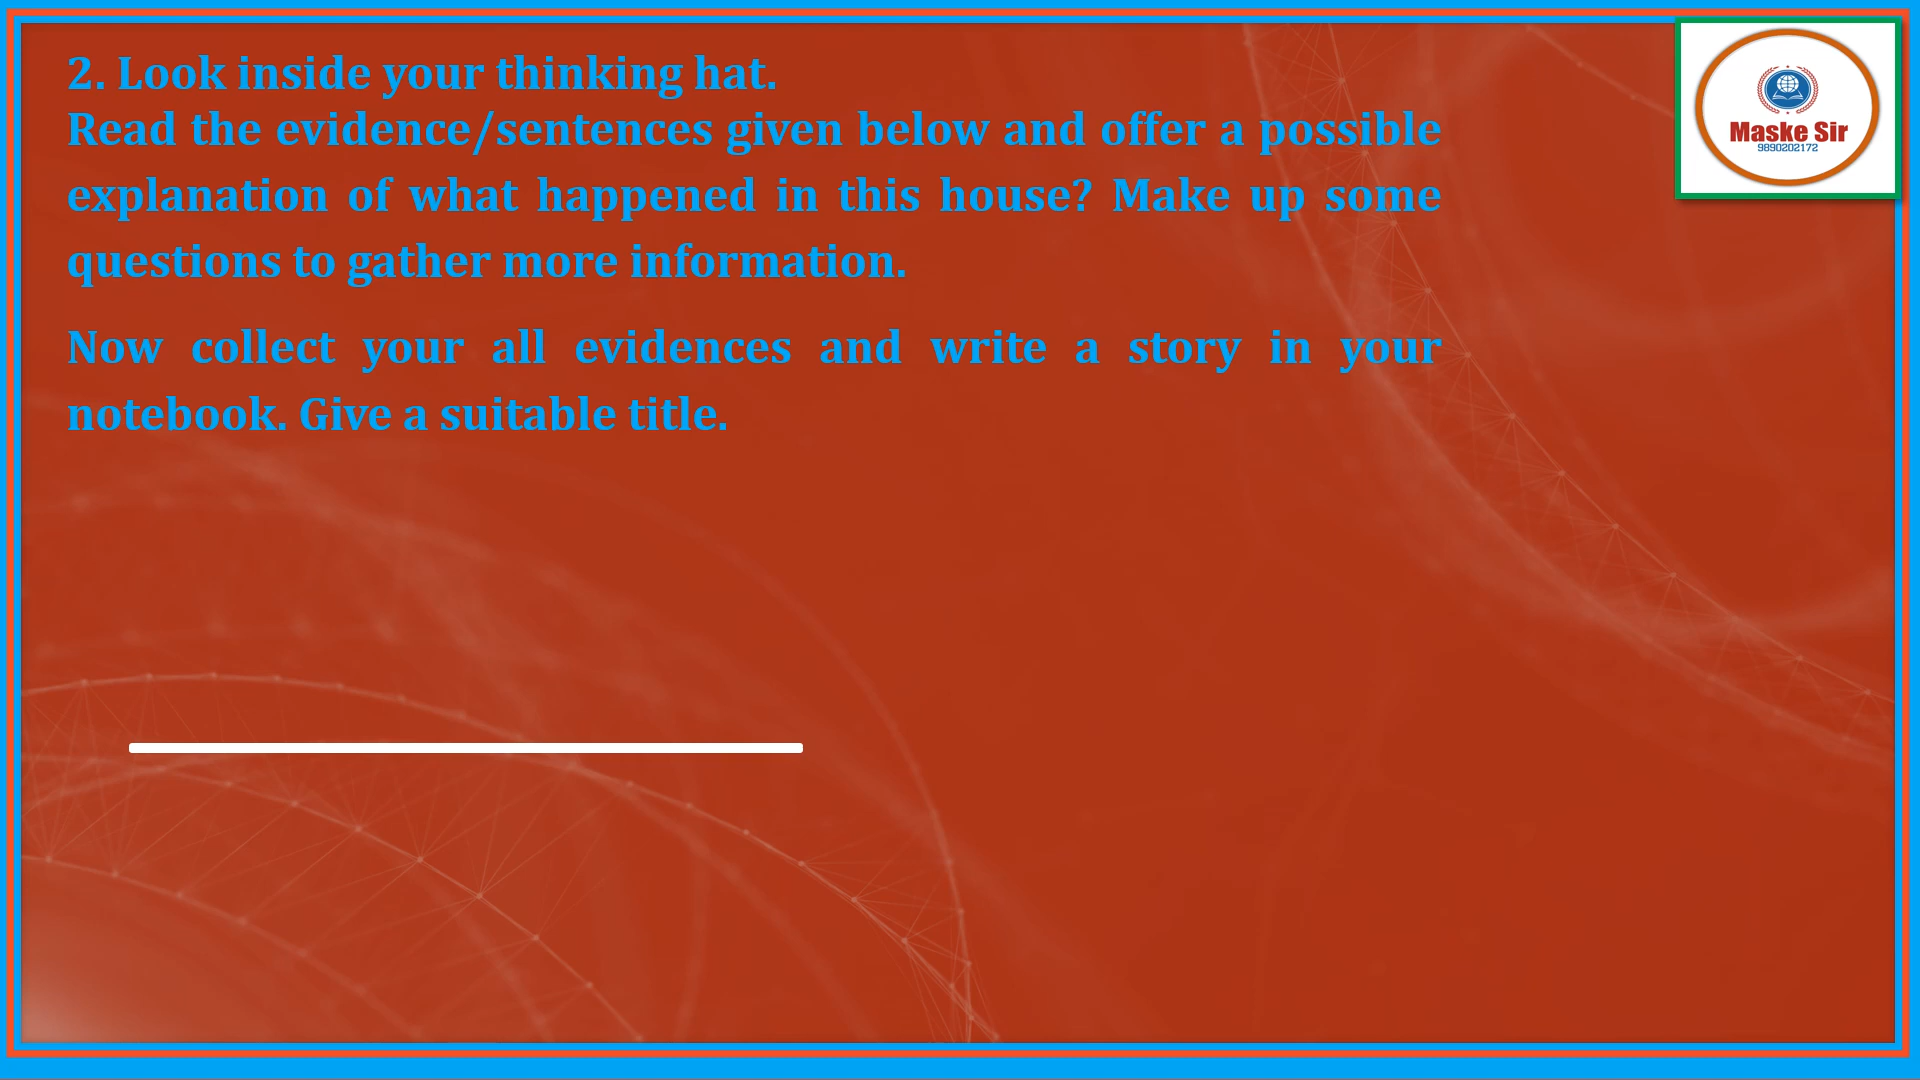 2. Look inside your thinking hat.
Read the evidence/sentences given below and offer a possible
explanation of what happened in this house? Make up some
questions to gather more information.
Now collect your all evidences and write a story in your
notebook. Give a suitable title.
Maske Sir
9890202172